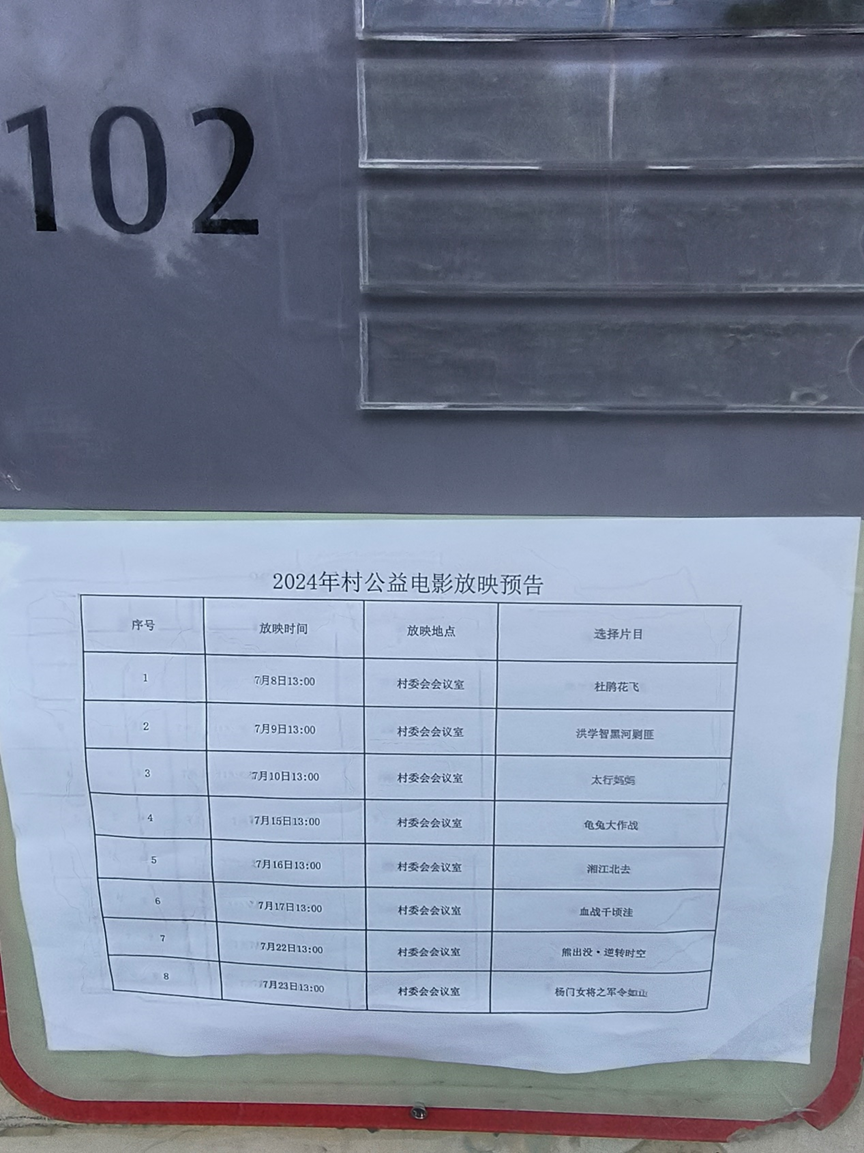 102
2024年村公益电影放映预告
序号 放映时间 放映地点 选择片目
1 7月8日13:00 村委会会议室 杜鹃花飞
2 7月9日13:00 村委会会议室 洪学智黑河剿匪
3 7月10日13:00 村委会会议室 太行妈妈
4 7月15日13:00 村委会会议室 龟兔大作战
5 7月16日13:00 村委会会议室 湘江北去
6 7月17日13:00 村委会会议室 血战千顷洼
7 7月22日13:00 村委会会议室 熊出没·逆转时空
8 7月23日13:00 村委会会议室 杨门女将之军令如山